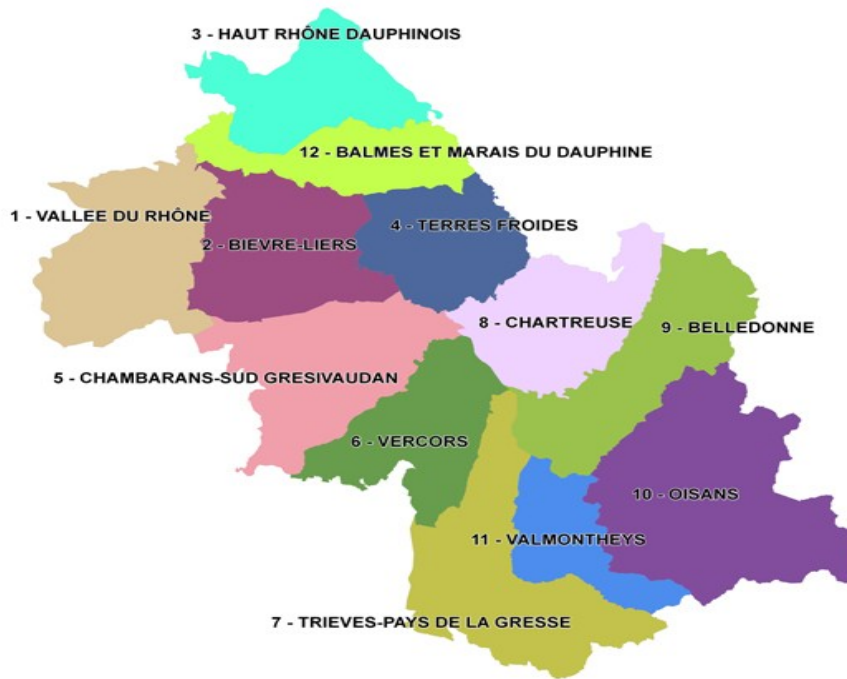 3 - HAUT RHÔNE DAUPHINOIS
12 - BALMES ET MARAIS DU DAUPHINE
1 - VALLEE DU RHÔNE
4 - TERRES FROIDES
2 - BIEVRE-LIERS
8 - CHARTREUSE
9 - BELLEDONNE
5 - CHAMBARANS-SUD GRESIVAUDAN
6 - VERCORS
10 - OISANS
11 - VALMONTHEYS
7 - TRIEVES-PAYS DE LA GRESSE